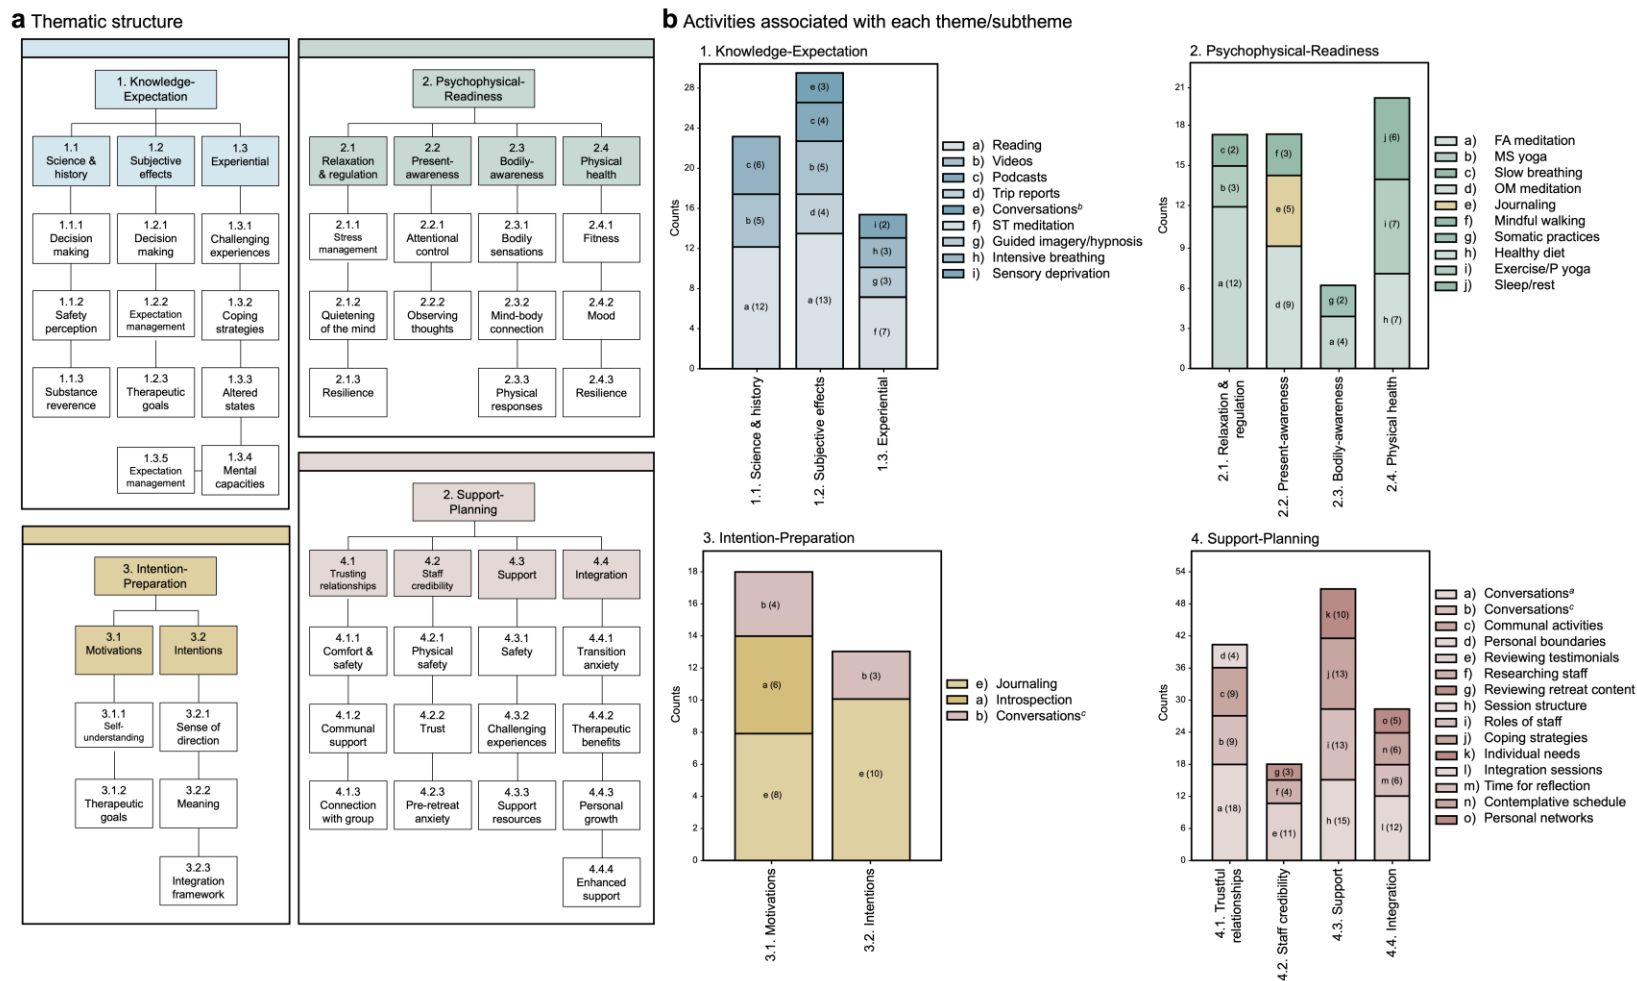 a Thematic structure
1. Knowledge-
Expectation
1.1
Science &
history
1.2
Subjective
effects
1.3
Experiential
1.1.1
Decision
making
1.2.1
Decision
making
1.3.1
Challenging
experiences
1.1.2
Safety
perception
1.2.2
Expectation
management
1.3.2
Coping
strategies
1.1.3
Substance
reverence
1.2.3
Therapeutic
goals
1.3.3
Altered
states
1.3.5
Expectation
management
1.3.4
Mental
capacities
2. Psychophysical-
Readiness
2.1
Relaxation
& regulation
2.2
Present-
awareness
2.3
Bodily-
awareness
2.4
Physical
health
2.1.1
Stress
management
2.2.1
Attentional
control
2.3.1
Bodily
sensations
2.4.1
Fitness
2.1.2
Quietening
of the mind
2.2.2
Observing
thoughts
2.3.2
Mind-body
connection
2.4.2
Mood
2.1.3
Resilience
2.3.3
Physical
responses
2.4.3
Resilience
3. Intention-
Preparation
3.1
Motivations
3.2
Intentions
3.1.1
Self-
understanding
3.2.1
Sense of
direction
3.1.2
Therapeutic
goals
3.2.2
Meaning
3.2.3
Integration
framework
2. Support-
Planning
4.1
Trusting
relationships
4.2
Staff
credibility
4.3
Support
4.4
Integration
4.1.1
Comfort &
safety
4.2.1
Physical
safety
4.3.1
Safety
4.4.1
Transition
anxiety
4.1.2
Communal
support
4.2.2
Trust
4.3.2
Challenging
experiences
4.4.2
Therapeutic
benefits
4.1.3
Connection
with group
4.2.3
Pre-retreat
anxiety
4.3.3
Support
resources
4.4.3
Personal
growth
4.4.4
Enhanced
support
b Activities associated with each theme/subtheme
1. Knowledge-Expectation
Counts
28
24
20
16
12
8
4
0
c (6)
b (5)
a (12)
e (3)
c (4)
b (5)
d (4)
a (13)
i (2)
h (3)
g (3)
f (7)
1.1. Science & history
1.2. Subjective effects
1.3. Experiential
a) Reading
b) Videos
c) Podcasts
d) Trip reports
e) Conversationsb
f) ST meditation
g) Guided imagery/hypnosis
h) Intensive breathing
i) Sensory deprivation
2. Psychophysical-Readiness
Counts
21
18
15
12
9
6
3
0
c (2)
b (3)
a (12)
f (3)
e (5)
d (9)
g (2)
a (4)
j (6)
i (7)
h (7)
2.1. Relaxation &
regulation
2.2. Present-awareness
2.3. Bodily-awareness
2.4. Physical health
a) FA meditation
b) MS yoga
c) Slow breathing
d) OM meditation
e) Journaling
f) Mindful walking
g) Somatic practices
h) Healthy diet
i) Exercise/P yoga
j) Sleep/rest
3. Intention-Preparation
Counts
18
16
14
12
10
8
6
4
2
0
b (4)
a (6)
e (8)
b (3)
e (10)
3.1. Motivations
3.2. Intentions
e) Journaling
a) Introspection
b) Conversationsc
4. Support-Planning
Counts
54
48
42
36
30
24
18
12
6
0
d (4)
c (9)
b (9)
a (18)
g (3)
f (4)
e (11)
k (10)
j (13)
i (13)
h (15)
o (5)
n (6)
m (6)
l (12)
4.1. Trustful
relationships
4.2. Staff credibility
4.3. Support
4.4. Integration
a) Conversationsa
b) Conversationsc
c) Communal activities
d) Personal boundaries
e) Reviewing testimonials
f) Researching staff
g) Reviewing retreat content
h) Session structure
i) Roles of staff
j) Coping strategies
k) Individual needs
l) Integration sessions
m) Time for reflection
n) Contemplative schedule
o) Personal networks